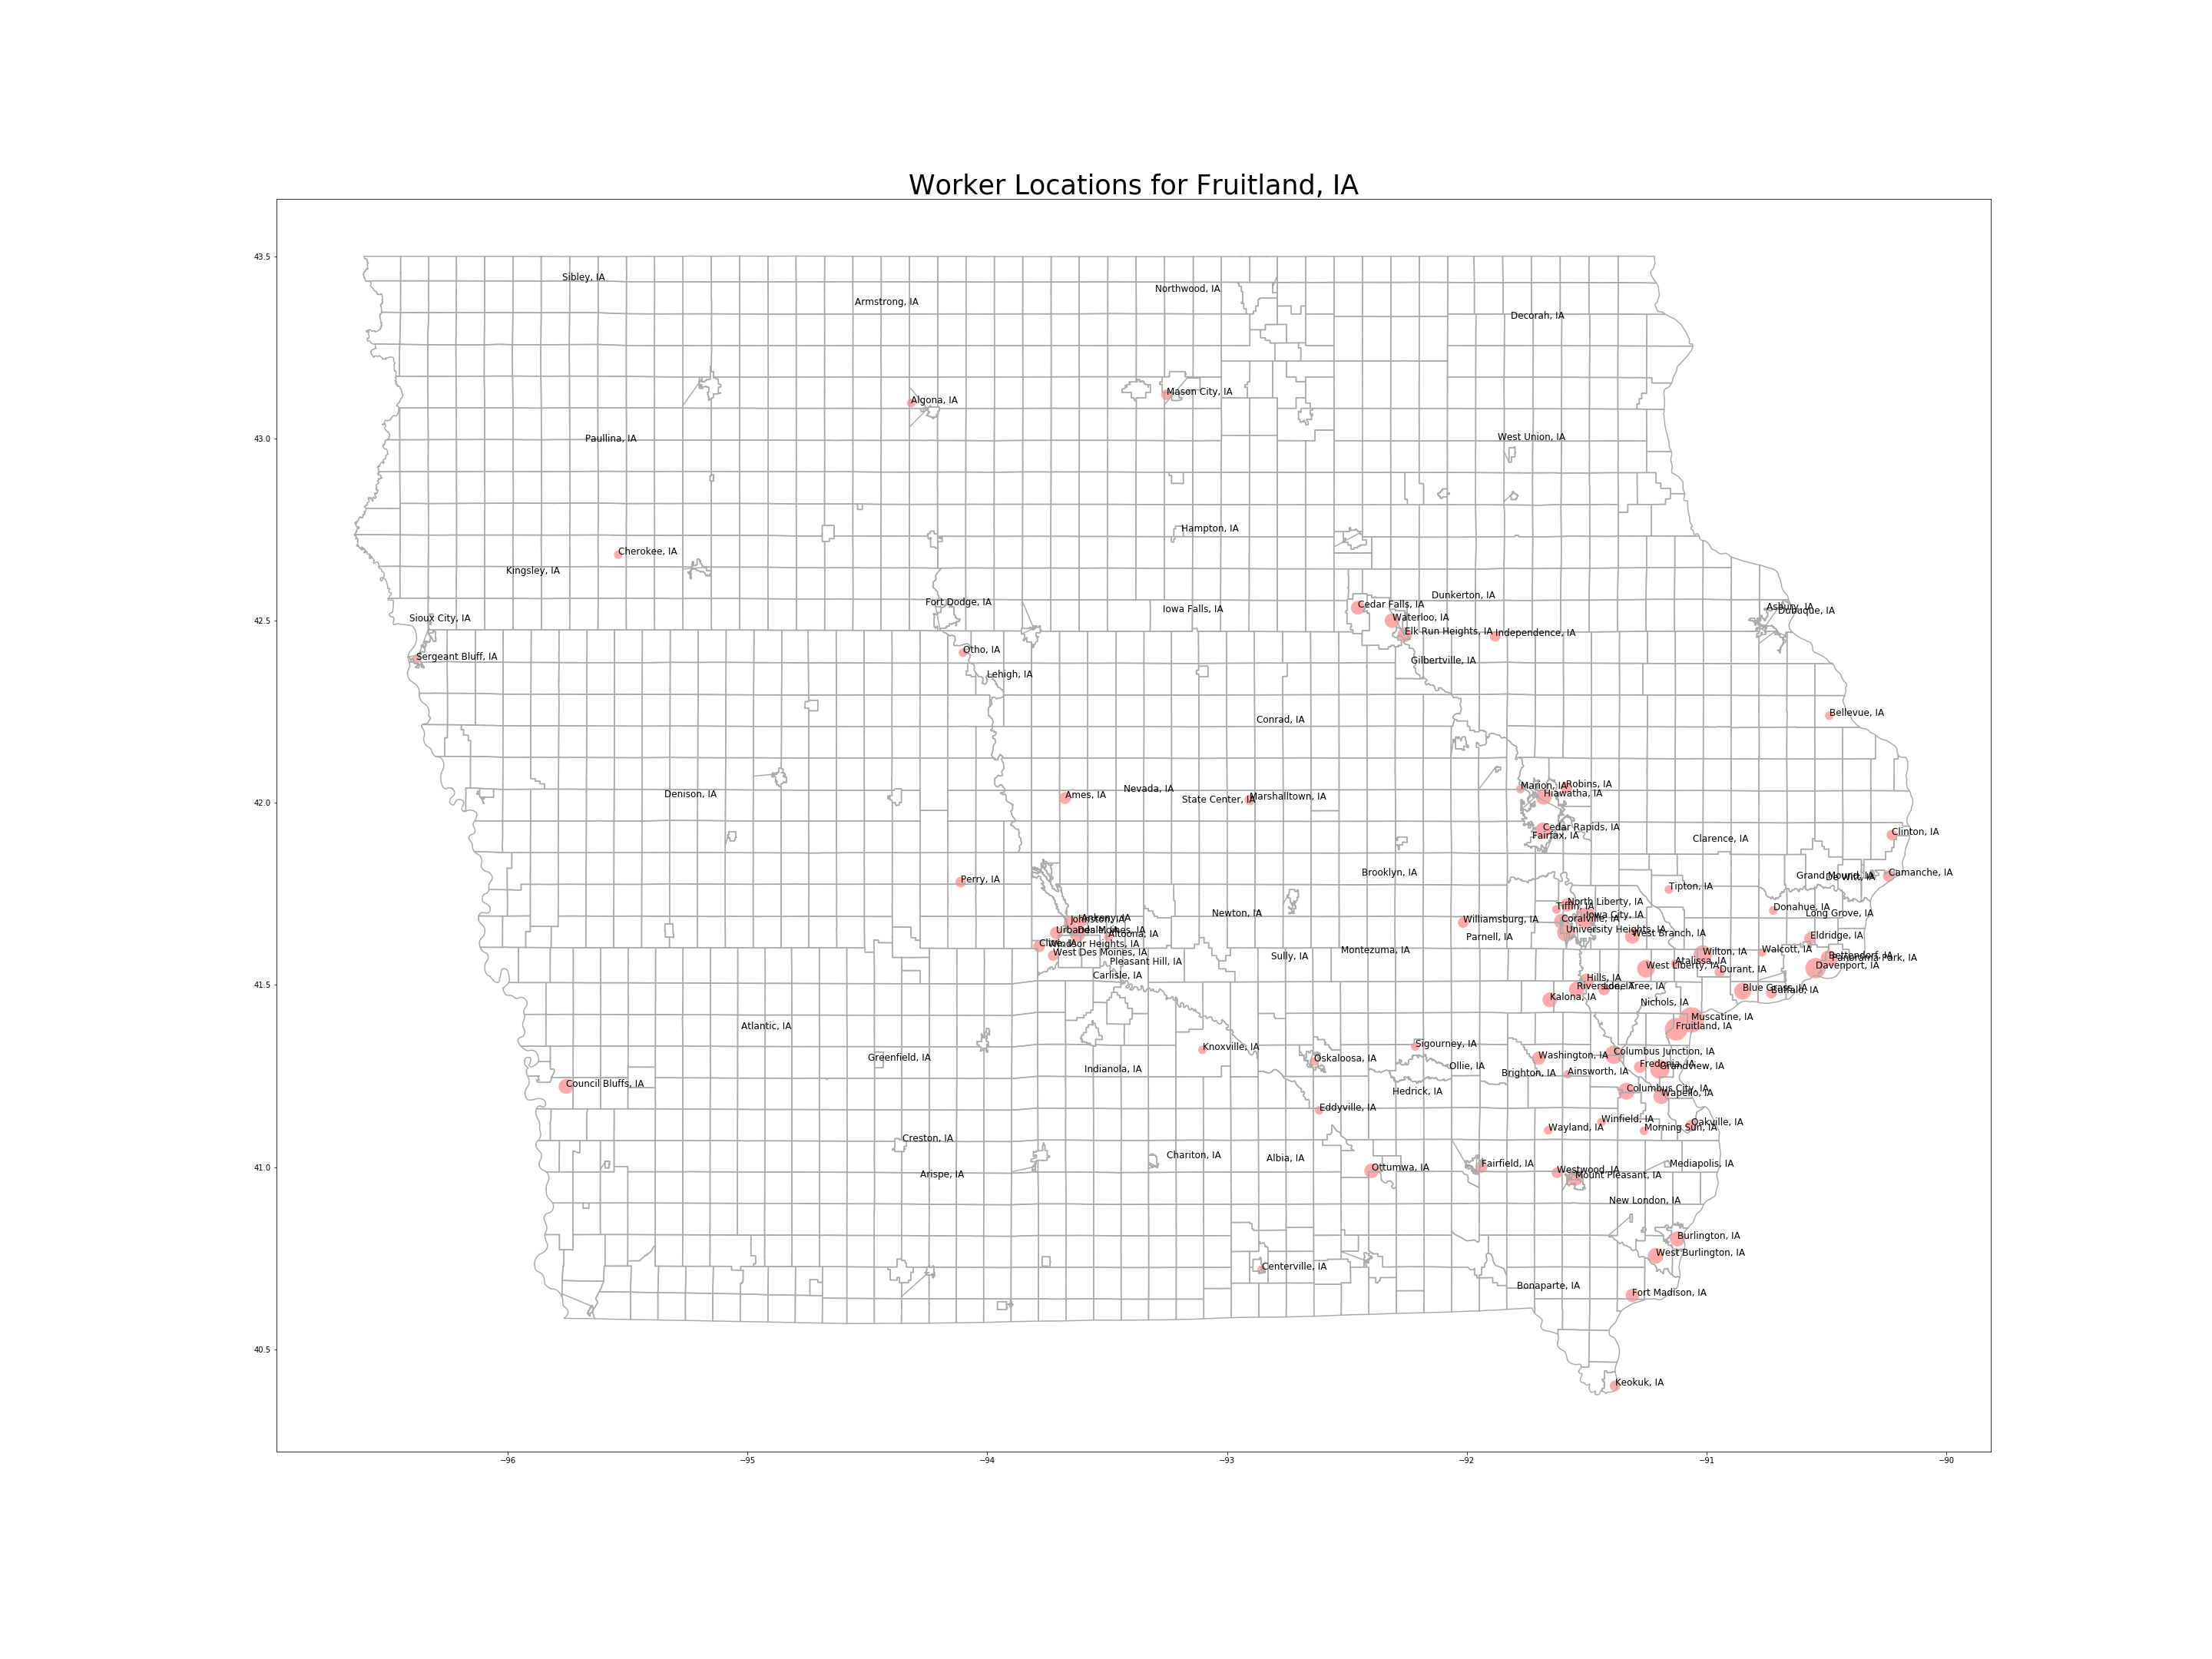 Worker Locations for Fruitland, IA
43.5
Sibley, IA
Northwood, IA
Armstrong, IA
Decorah, IA
Mason City, IA
Algona, IA
43.0
Paullina, IA
West Union, IA
Hampton, IA
Cherokee, IA
Kingsley, IA
Dunkerton, IA
Fort Dodge, IA
Cedar Falls, IA
Iowa Falls, IA
Asbury, IA
Dubuque, IA
42.5
Sioux City, IA
Waterloo, IA
Elk Run Heights, IA
Independence, IA
Otho, IA
Sergeant Bluff, IA
Gilbertville, IA
Lehigh, IA
Bellevue, IA
Conrad, IA
Marion, IA
Robins, IA
Nevada, IA
Hiawatha, IA
42.0
Denison, IA
Ames, IA
State Center, IA
Marshalltown, IA
Cedar Rapids, IA
Fairfax, IA
Clinton, IA
Clarence, IA
Brooklyn, IA
Camanche, IA
Grand Mound, IA
De Witt, IA
Perry, IA
Tipton, IA
North Liberty, IA
Tiffin, IA
Donahue, IA
Long Grove, IA
Newton, IA
Iowa City, IA
Ankeny, IA
Johnston, IA
Coralville, IA
Williamsburg, IA
Urbandale, IA
Des Moines, IA
Altoona, IA
University Heights, IA
West Branch, IA
Parnell, IA
Eldridge, IA
Clive, IA
Windsor Heights, IA
West Des Moines, IA
Montezuma, IA
Wilton, IA
Walcott, IA
Bettendorf, IA
Panorama Park, IA
Sully, IA
Pleasant Hill, IA
Atalissa, IA
West Liberty, IA
Durant, IA
Davenport, IA
Carlisle, IA
Hills, IA
41.5
Riverside, IA
Lone Tree, IA
Blue Grass, IA
Buffalo, IA
Kalona, IA
Nichols, IA
Muscatine, IA
Fruitland, IA
Atlantic, IA
Sigourney, IA
Knoxville, IA
Columbus Junction, IA
Washington, IA
Oskaloosa, IA
Greenfield, IA
Fredonia, IA
Grandview, IA
Ollie, IA
Indianola, IA
Brighton, IA
Ainsworth, IA
Council Bluffs, IA
Columbus City, IA
Wapello, IA
Hedrick, IA
Eddyville, IA
Winfield, IA
Oakville, IA
Wayland, IA
Morning Sun, IA
Creston, IA
Chariton, IA
Albia, IA
41.0
Ottumwa, IA
Fairfield, IA
Mediapolis, IA
Westwood, IA
Mount Pleasant, IA
Arispe, IA
New London, IA
Burlington, IA
West Burlington, IA
Centerville, IA
Bonaparte, IA
Fort Madison, IA
40.5
Keokuk, IA
−96 −95 −94 −93 −92 −91 −90